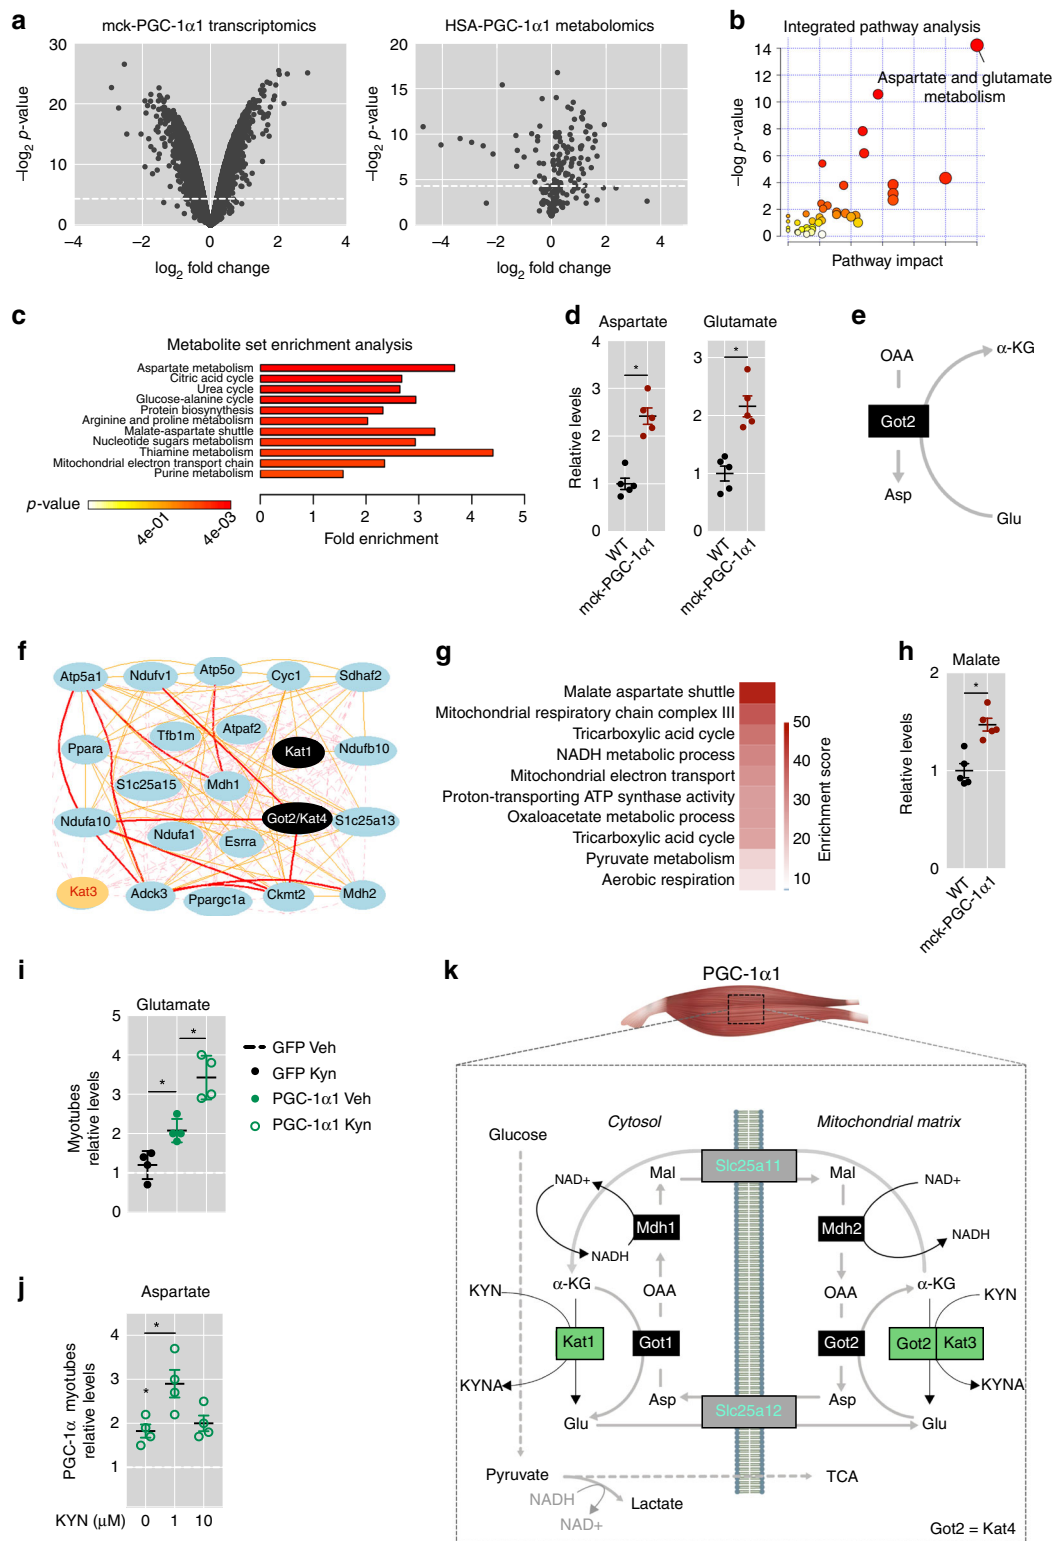 a
mck-PGC-1α1 transcriptomics
30
20
10
0
−log2 p-value
−4
−2
0
2
4
log2 fold change
HSA-PGC-1α1 metabolomics
20
15
10
5
0
−log2 p-value
−4
−2
0
2
4
log2 fold change
b
Integrated pathway analysis
14
12
10
8
6
4
2
0
−log p-value
Aspartate and glutamate
metabolism
Pathway impact
c
Metabolite set enrichment analysis
Aspartate metabolism
Citric acid cycle
Urea cycle
Glucose-alanine cycle
Protein biosynythesis
Arginine and proline metabolism
Malate-aspartate shuttle
Nucleotide sugars metabolism
Thiamine metabolism
Mitochondrial electron transport chain
Purine metabolism
p-value
4e-01
4e-03
0 1 2 3 4 5
Fold enrichment
d
Aspartate
4
3
2
1
0
Relative levels
*
WT
mck-PGC-1α1
Glutamate
3
2
1
0
*
WT
mck-PGC-1α1
e
OAA
α-KG
Got2
Asp
Glu
f
Atp5a1
Ndufv1
Atp5o
Cyc1
Sdhaf2
Ppara
Tfb1m
Atpaf2
Kat1
Ndufb10
S1c25a15
Mdh1
Ndufa10
Ndufa1
Esrra
Got2/Kat4
S1c25a13
Kat3
Adck3
Ppargc1a
Ckmt2
Mdh2
g
Malate aspartate shuttle
Mitochondrial respiratory chain complex III
Tricarboxylic acid cycle
NADH metabolic process
Mitochondrial electron transport
Proton-transporting ATP synthase activity
Oxaloacetate metabolic process
Tricarboxylic acid cycle
Pyruvate metabolism
Aerobic respiration
50
40
30
20
10
Enrichment score
h
Malate
2
1
0
Relative levels
*
WT
mck-PGC-1α1
i
Glutamate
5
4
3
2
1
0
Myotubes
relative levels
*
*
GFP Veh
GFP Kyn
PGC-1α1 Veh
PGC-1α1 Kyn
j
Aspartate
4
3
2
1
PGC-1α myotubes
relative levels
*
*
KYN (μM) 0 1 10
k
PGC-1α1
Cytosol
Mitochondrial matrix
Glucose
Mal
Slc25a11
Mal
NAD+
NAD+
Mdh1
Mdh2
NADH
NADH
α-KG
OAA
OAA
α-KG
KYN
KYN
Kat1
Got1
Got2
Got2
Kat3
KYNA
Asp
Asp
KYNA
Glu
Slc25a12
Glu
Pyruvate
TCA
NADH
Lactate
NAD+
Got2 = Kat4